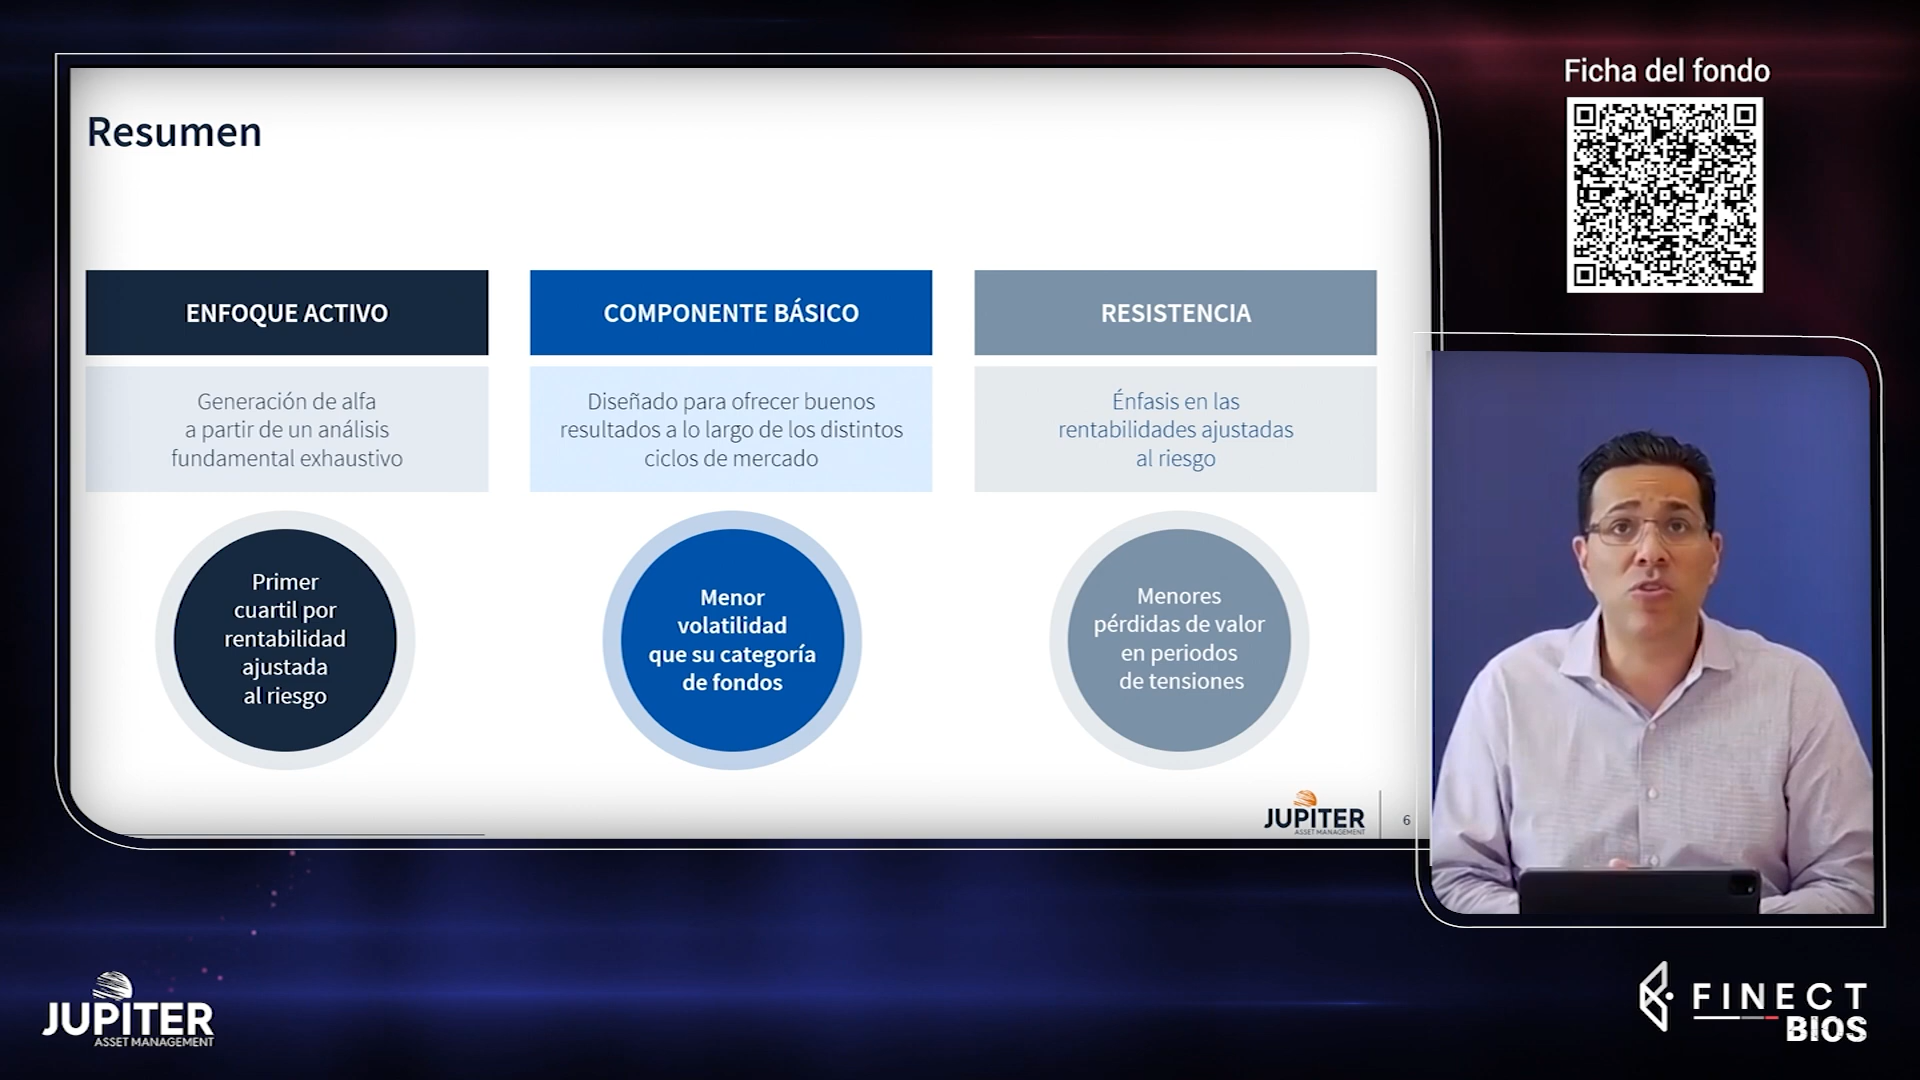 Resumen
ENFOQUE ACTIVO
Generación de alfa
a partir de un análisis
fundamental exhaustivo
Primer
cuartil por
rentabilidad
ajustada
al riesgo
COMPONENTE BÁSICO
Diseñado para ofrecer buenos
resultados a lo largo de los distintos
ciclos de mercado
Menor
volatilidad
que su categoría
de fondos
RESISTENCIA
Énfasis en las
rentabilidades ajustadas
al riesgo
Menores
pérdidas de valor
en periodos
de tensiones
JUPITER
ASSET MANAGEMENT
6
Ficha del fondo
JUPITER
ASSET MANAGEMENT
FINECT
BIOS